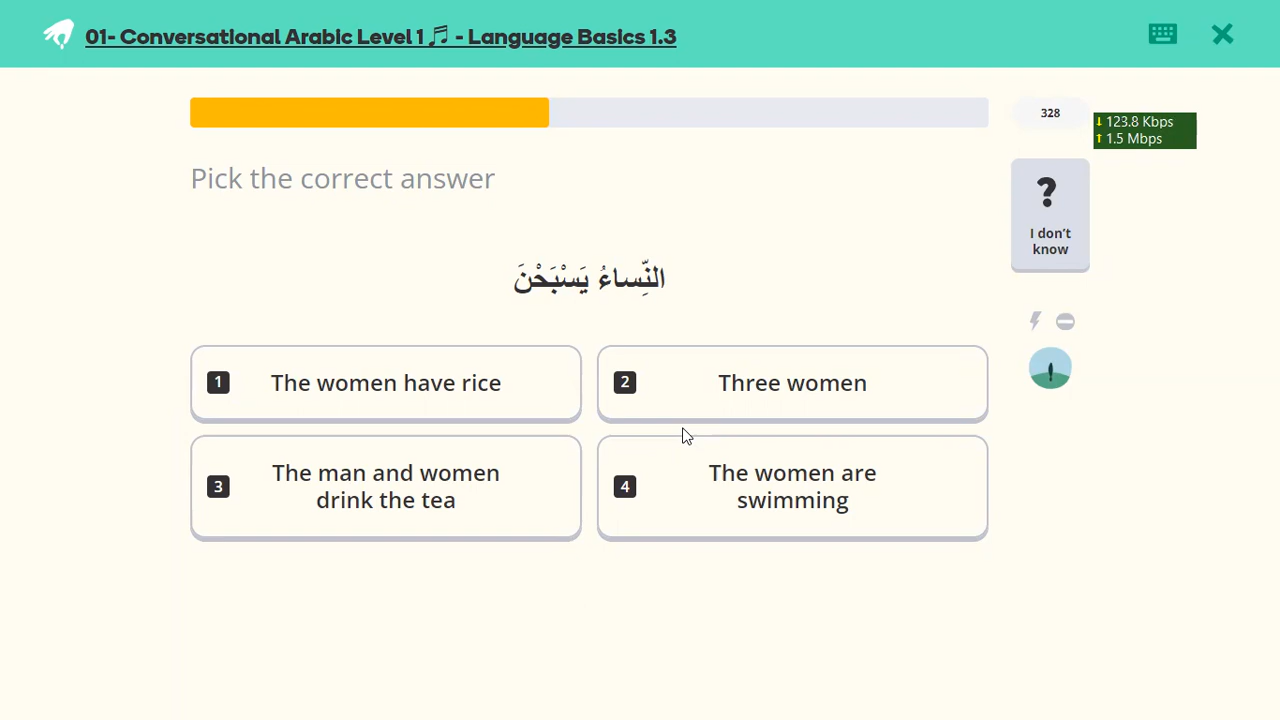 01- Conversational Arabic Level 1 🎵 - Language Basics 1.3
328
↓ 123.8 Kbps
↑ 1.5 Mbps
Pick the correct answer
?
I don't
know
النِّساءُ يَسْبَحْنَ
1 The women have rice
2 Three women
3 The man and women
drink the tea
4 The women are
swimming